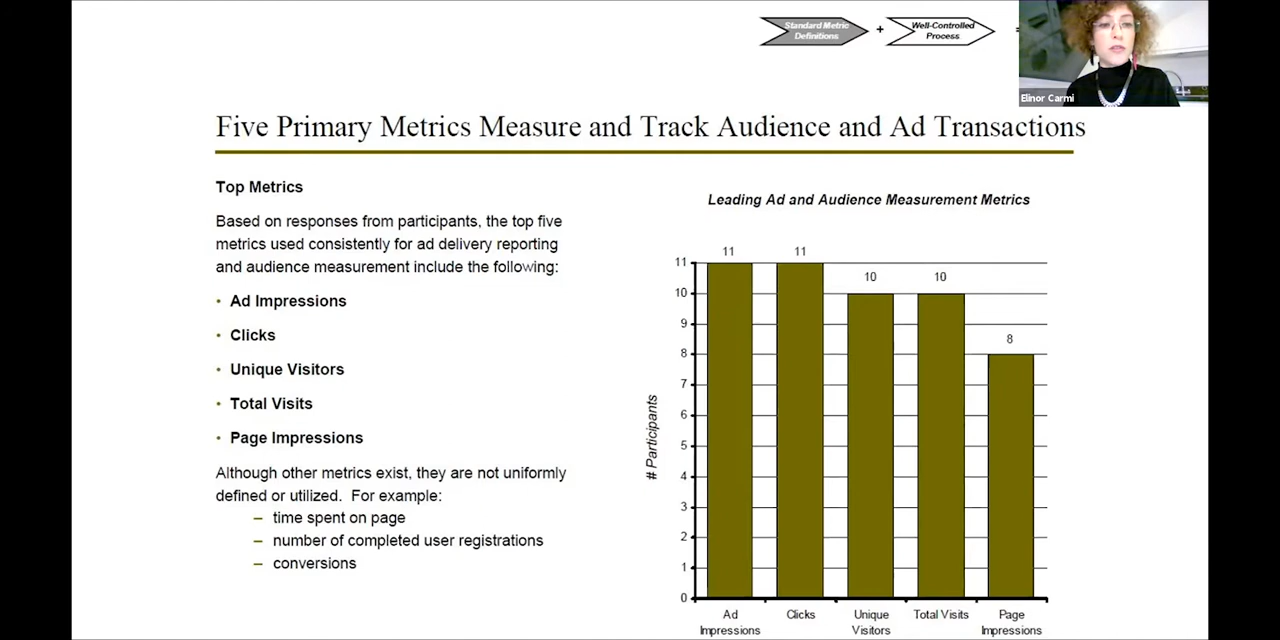 Standard Metric
Definitions
+
Well-Controlled
Process
=
Elinor Carmi
Five Primary Metrics Measure and Track Audience and Ad Transactions
Top Metrics
Based on responses from participants, the top five
metrics used consistently for ad delivery reporting
and audience measurement include the following:
• Ad Impressions
• Clicks
• Unique Visitors
• Total Visits
• Page Impressions
Although other metrics exist, they are not uniformly
defined or utilized. For example:
– time spent on page
– number of completed user registrations
– conversions
Leading Ad and Audience Measurement Metrics
# Participants
11
10
9
8
7
6
5
4
3
2
1
0
11
11
10
10
8
Ad
Impressions
Clicks
Unique
Visitors
Total Visits
Page
Impressions